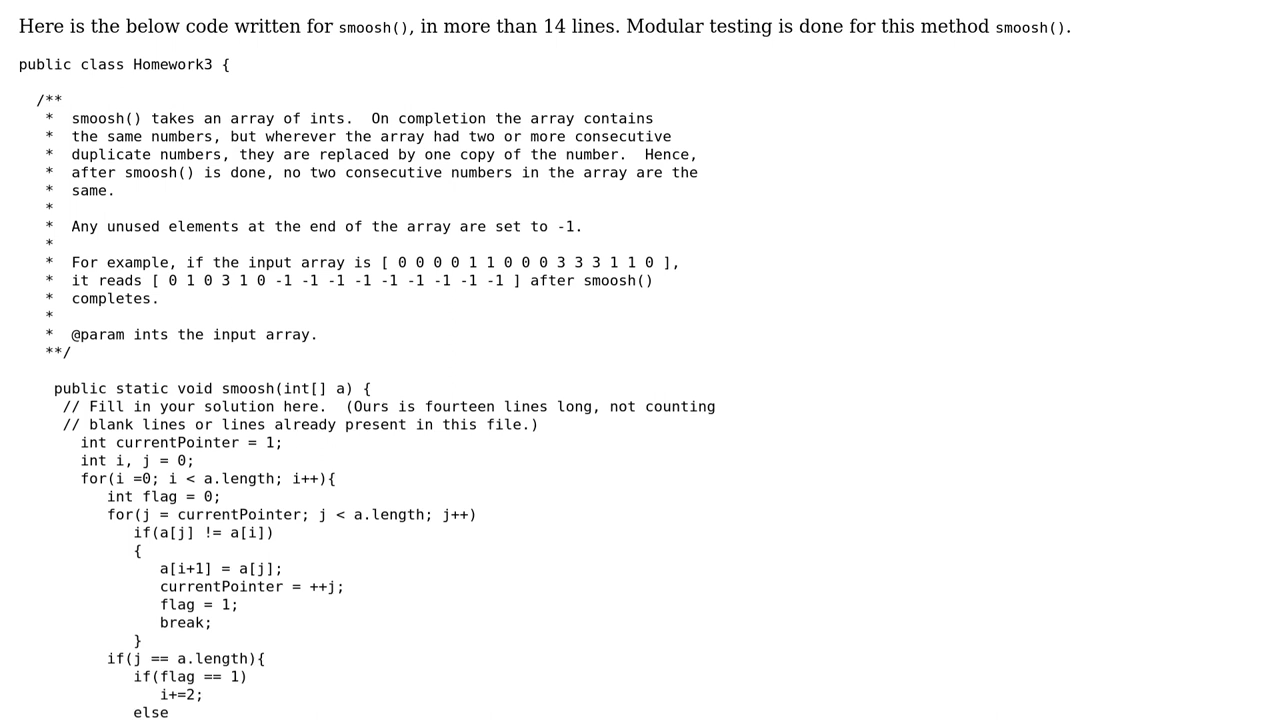 Here is the below code written for smoosh(), in more than 14 lines. Modular testing is done for this method smoosh().
public class Homework3 {
/**
* smoosh() takes an array of ints. On completion the array contains
* the same numbers, but wherever the array had two or more consecutive
* duplicate numbers, they are replaced by one copy of the number. Hence,
* after smoosh() is done, no two consecutive numbers in the array are the
* same.
*
* Any unused elements at the end of the array are set to -1.
*
* For example, if the input array is [ 0 0 0 0 1 1 0 0 0 3 3 3 1 1 0 ],
* it reads [ 0 1 0 3 1 0 -1 -1 -1 -1 -1 -1 -1 -1 -1 ] after smoosh()
* completes.
*
* @param ints the input array.
**/
public static void smoosh(int[] a) {
// Fill in your solution here. (Ours is fourteen lines long, not counting
// blank lines or lines already present in this file.)
int currentPointer = 1;
int i, j = 0;
for(i =0; i < a.length; i++){
int flag = 0;
for(j = currentPointer; j < a.length; j++)
if(a[j] != a[i])
{
a[i+1] = a[j];
currentPointer = ++j;
flag = 1;
break;
}
if(j == a.length){
if(flag == 1)
i+=2;
else